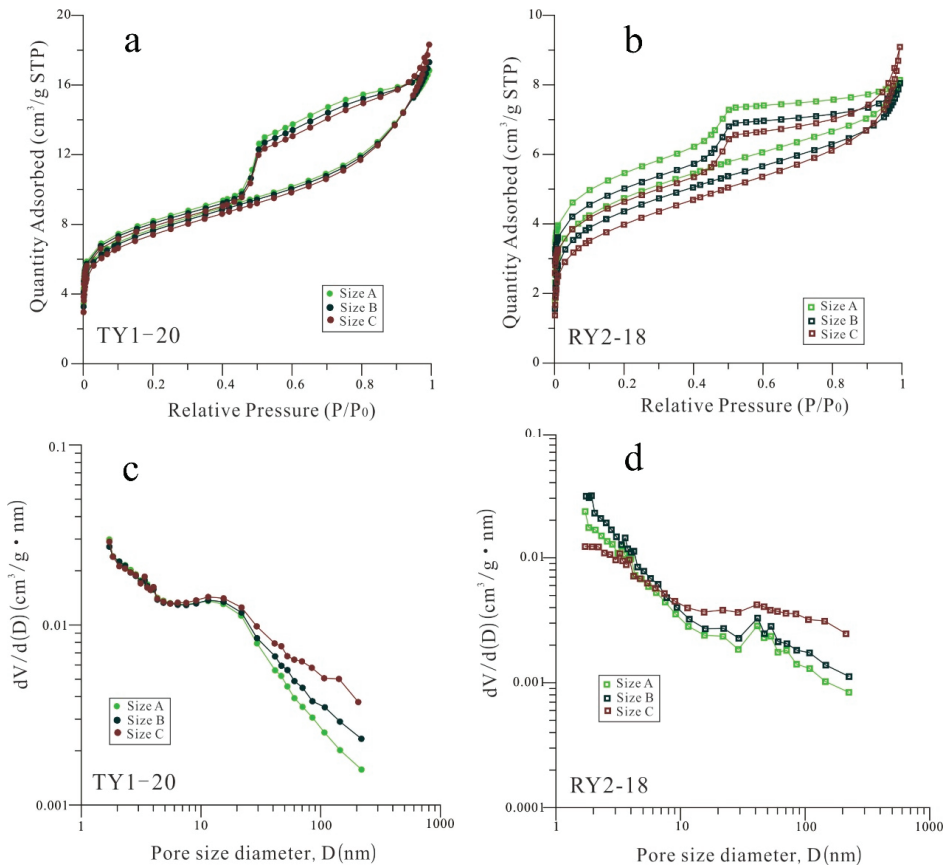 a
Quantity Adsorbed (cm³/g STP)
20
16
12
8
4
0
0
0.2
0.4
0.6
0.8
1
Relative Pressure (P/P₀)
Size A
Size B
Size C
TY1-20
b
Quantity Adsorbed (cm³/g STP)
10
8
6
4
2
0
0
0.2
0.4
0.6
0.8
1
Relative Pressure (P/P₀)
Size A
Size B
Size C
RY2-18
c
dV/d(D)(cm³/g·nm)
0.1
0.01
0.001
1
10
100
1000
Pore size diameter, D(nm)
Size A
Size B
Size C
TY1-20
d
dV/d(D)(cm³/g·nm)
0.1
0.01
0.001
0.0001
1
10
100
1000
Pore size diameter, D(nm)
Size A
Size B
Size C
RY2-18